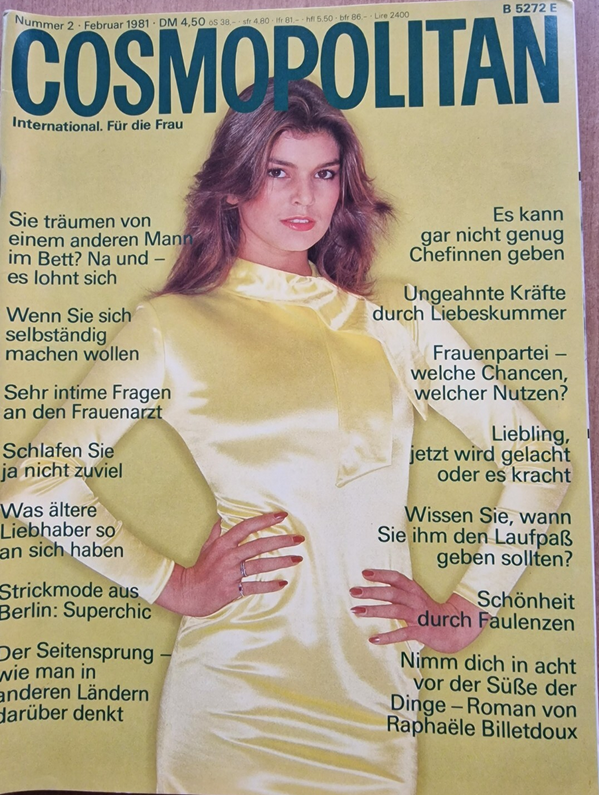 Nummer 2 · Februar 1981 · DM 4,50 öS 38.– · sfr 4.80 · lfr 81.– · hfl 5.50 · bfr 86.– · Lire 2400
B 5272 E
COSMOPOLITAN
International. Für die Frau
Sie träumen von
einem anderen Mann
im Bett? Na und –
es lohnt sich
Wenn Sie sich
selbständig
machen wollen
Sehr intime Fragen
an den Frauenarzt
Schlafen Sie
ja nicht zuviel
Was ältere
Liebhaber so
an sich haben
Strickmode aus
Berlin: Superchic
Der Seitensprung –
wie man in
anderen Ländern
darüber denkt
Es kann
gar nicht genug
Chefinnen geben
Ungeahnte Kräfte
durch Liebeskummer
Frauenpartei –
welche Chancen,
welcher Nutzen?
Liebling,
jetzt wird gelacht
oder es kracht
Wissen Sie, wann
Sie ihm den Laufpaß
geben sollten?
Schönheit
durch Faulenzen
Nimm dich in acht
vor der Süße der
Dinge – Roman von
Raphaële Billetdoux